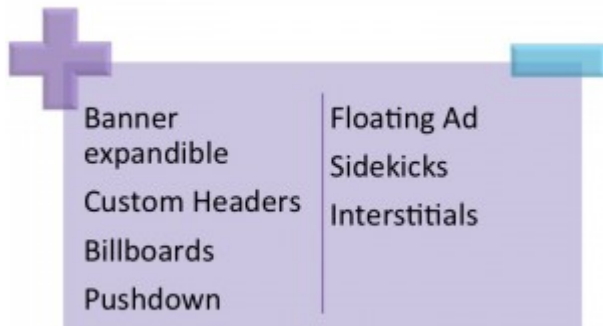 Banner
expandible
Custom Headers
Billboards
Pushdown
Floating Ad
Sidekicks
Interstitials